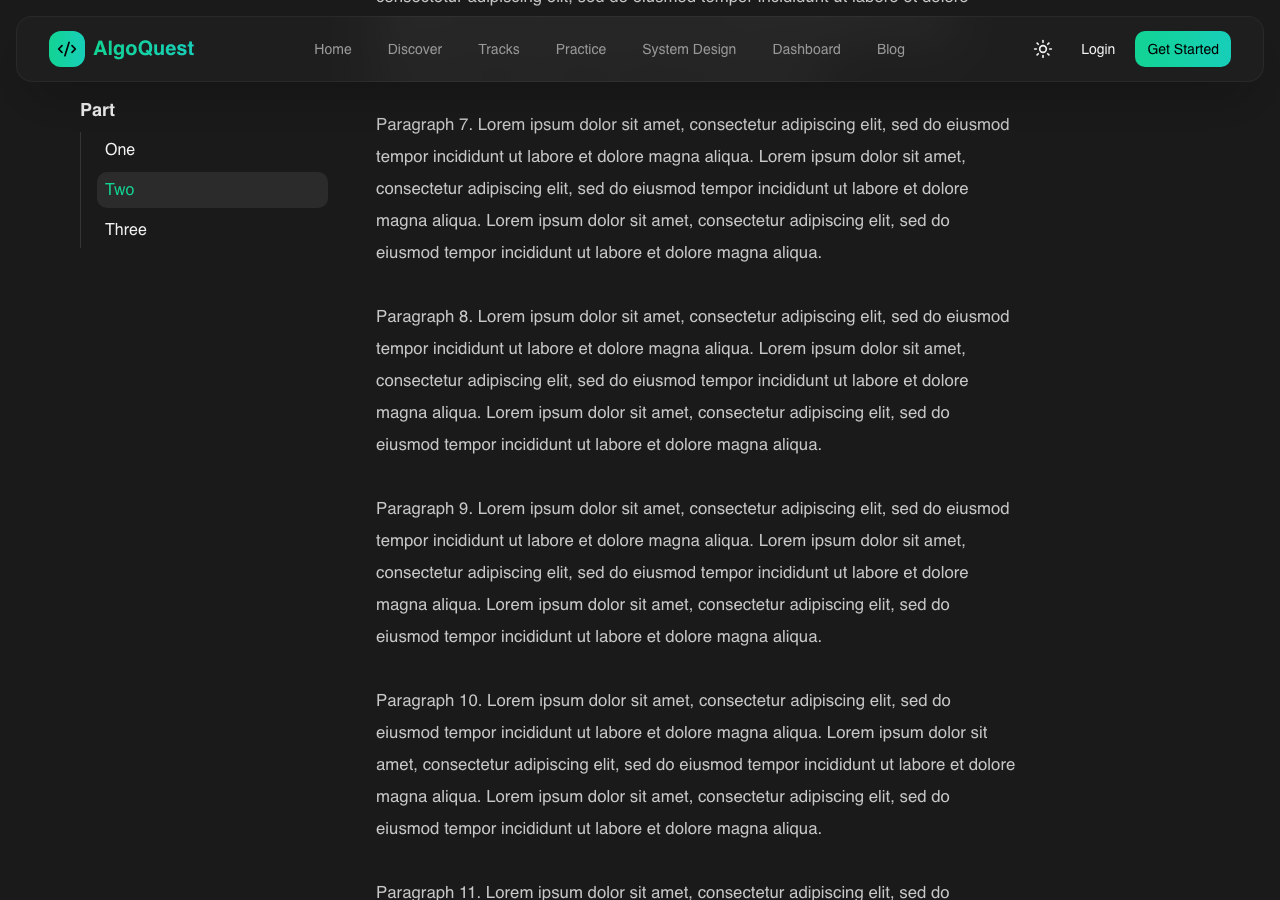 consectetur adipiscing elit, sed do eiusmod tempor incididunt ut labore et dolore
AlgoQuest
Home
Discover
Tracks
Practice
System Design
Dashboard
Blog
Login
Get Started
Part
One
Two
Three
Paragraph 7. Lorem ipsum dolor sit amet, consectetur adipiscing elit, sed do eiusmod
tempor incididunt ut labore et dolore magna aliqua. Lorem ipsum dolor sit amet,
consectetur adipiscing elit, sed do eiusmod tempor incididunt ut labore et dolore
magna aliqua. Lorem ipsum dolor sit amet, consectetur adipiscing elit, sed do
eiusmod tempor incididunt ut labore et dolore magna aliqua.
Paragraph 8. Lorem ipsum dolor sit amet, consectetur adipiscing elit, sed do eiusmod
tempor incididunt ut labore et dolore magna aliqua. Lorem ipsum dolor sit amet,
consectetur adipiscing elit, sed do eiusmod tempor incididunt ut labore et dolore
magna aliqua. Lorem ipsum dolor sit amet, consectetur adipiscing elit, sed do
eiusmod tempor incididunt ut labore et dolore magna aliqua.
Paragraph 9. Lorem ipsum dolor sit amet, consectetur adipiscing elit, sed do eiusmod
tempor incididunt ut labore et dolore magna aliqua. Lorem ipsum dolor sit amet,
consectetur adipiscing elit, sed do eiusmod tempor incididunt ut labore et dolore
magna aliqua. Lorem ipsum dolor sit amet, consectetur adipiscing elit, sed do
eiusmod tempor incididunt ut labore et dolore magna aliqua.
Paragraph 10. Lorem ipsum dolor sit amet, consectetur adipiscing elit, sed do
eiusmod tempor incididunt ut labore et dolore magna aliqua. Lorem ipsum dolor sit
amet, consectetur adipiscing elit, sed do eiusmod tempor incididunt ut labore et dolore
magna aliqua. Lorem ipsum dolor sit amet, consectetur adipiscing elit, sed do
eiusmod tempor incididunt ut labore et dolore magna aliqua.
Paragraph 11. Lorem ipsum dolor sit amet, consectetur adipiscing elit, sed do